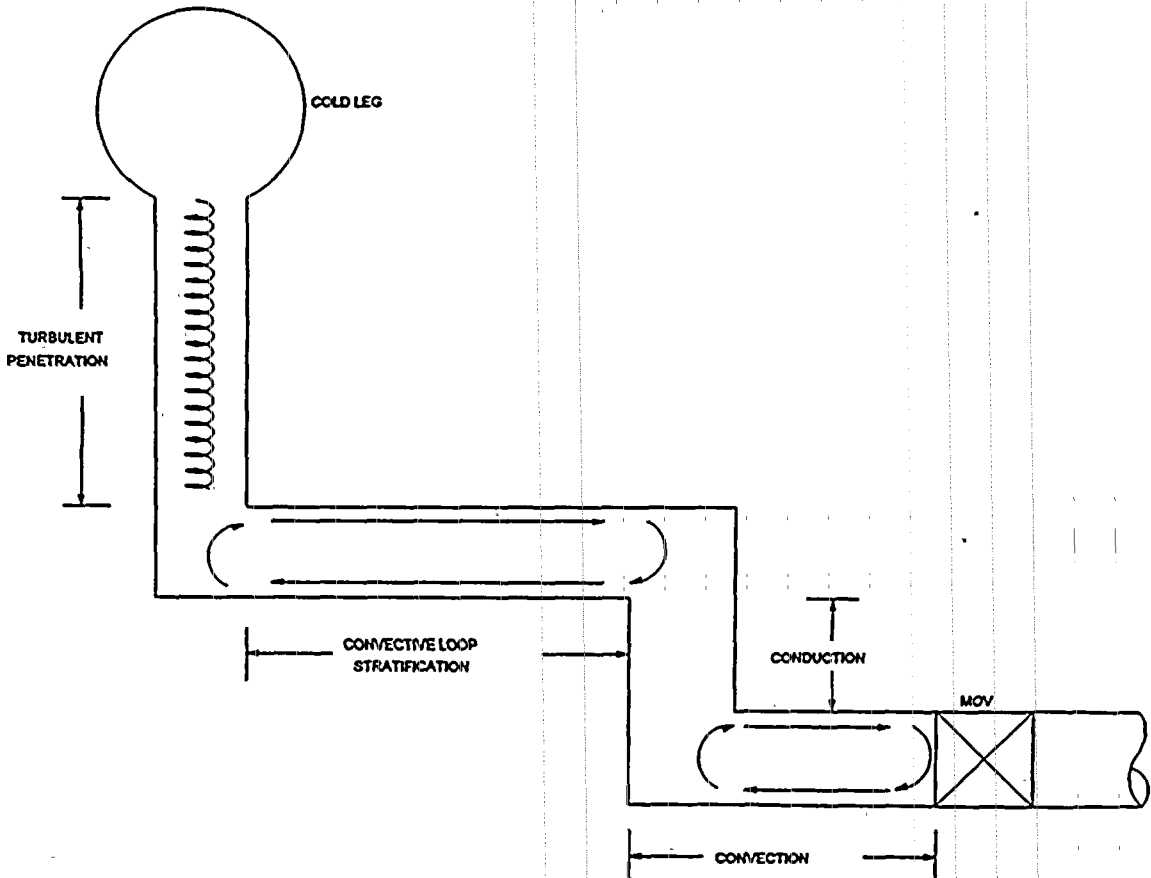 COLD LEG
TURBULENT
PENETRATION
CONVECTIVE LOOP
STRATIFICATION
CONDUCTION
MOV
CONVECTION